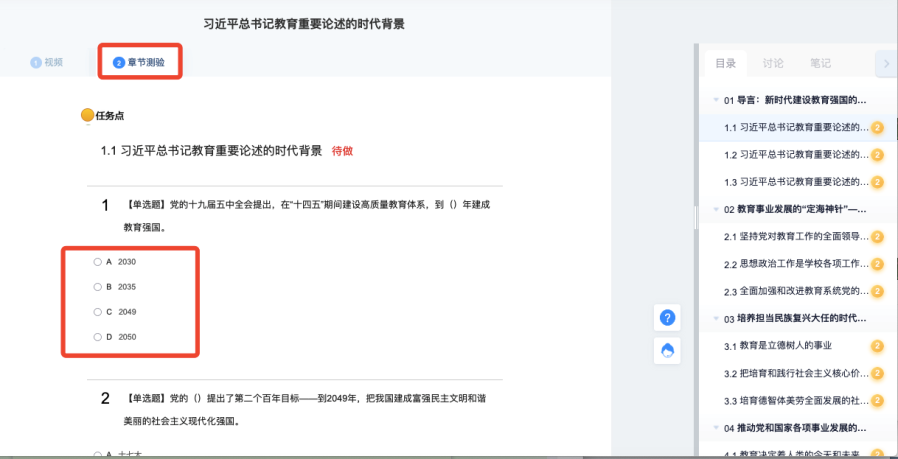 习近平总书记教育重要论述的时代背景
1 视频
2 章节测验
任务点
1.1 习近平总书记教育重要论述的时代背景 待做
1 【单选题】党的十九届五中全会提出，在“十四五”期间建设高质量教育体系，到（）年建成
教育强国。
A 2030
B 2035
C 2049
D 2050
2 【单选题】党的（）提出了第二个百年目标——到2049年，把我国建成富强民主文明和谐
美丽的社会主义现代化强国。
A 十七大
?
目录 讨论 笔记
01 导言：新时代建设教育强国的...
1.1 习近平总书记教育重要论述的... 2
1.2 习近平总书记教育重要论述的... 2
1.3 习近平总书记教育重要论述的... 2
02 教育事业发展的“定海神针”—...
2.1 坚持党对教育工作的全面领导... 2
2.2 思想政治工作是学校各项工作... 2
2.3 全面加强和改进教育系统党的... 2
03 培养担当民族复兴大任的时代...
3.1 教育是立德树人的事业 2
3.2 把培育和践行社会主义核心价... 2
3.3 培育德智体美劳全面发展的社... 2
04 推动党和国家各项事业发展的...
4.1 教育决定着人类的今天和未来 2